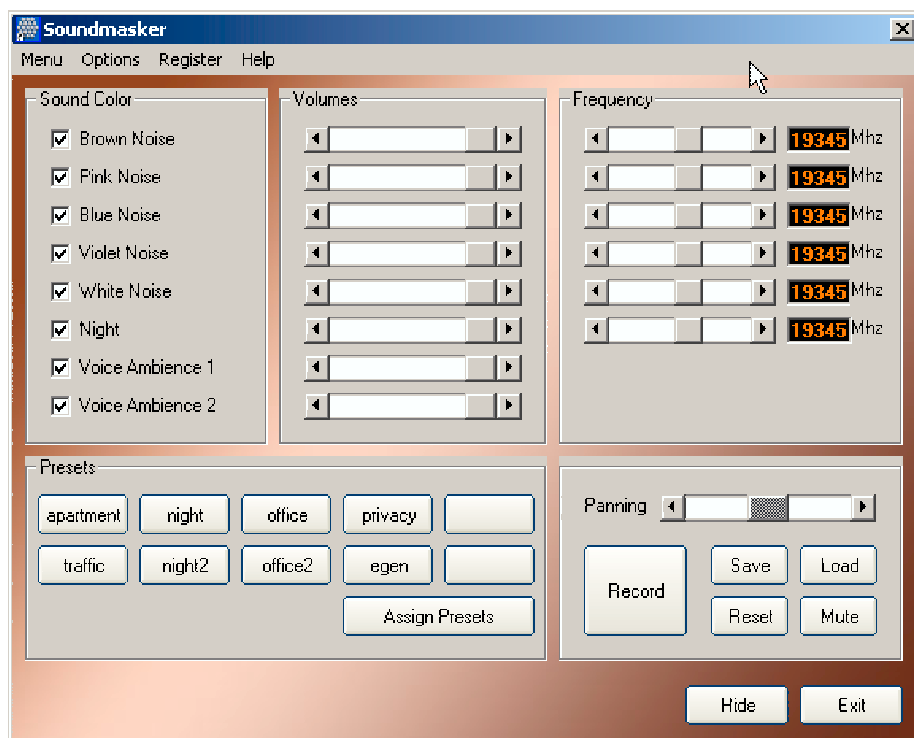 Soundmasker
Menu Options Register Help
Sound Color
Brown Noise
Pink Noise
Blue Noise
Violet Noise
White Noise
Night
Voice Ambience 1
Voice Ambience 2
Volumes
Frequency
19345 Mhz
19345 Mhz
19345 Mhz
19345 Mhz
19345 Mhz
19345 Mhz
Presets
apartment night office privacy
traffic night2 office2 egen
Assign Presets
Panning
Record
Save Load
Reset Mute
Hide Exit